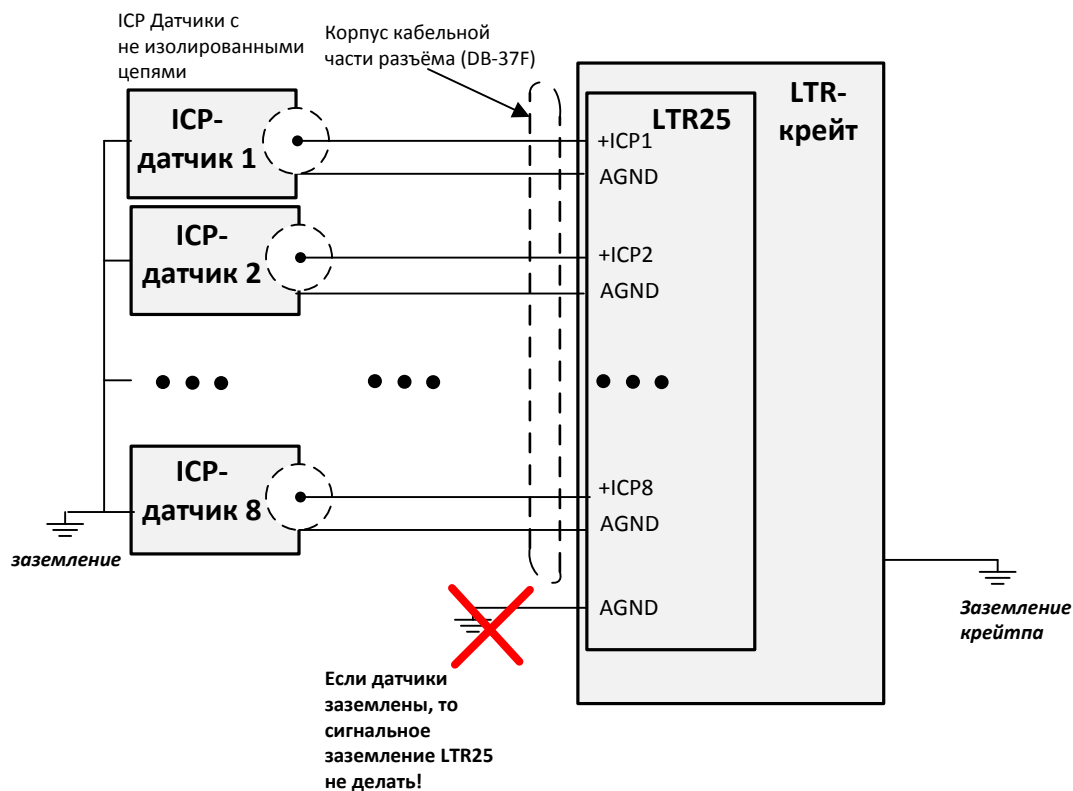 ICP Датчики с
не изолированными
цепями
Корпус кабельной
части разъёма (DB-37F)
ICP-
датчик 1
LTR25
LTR-
крейт
+ICP1
AGND
ICP-
датчик 2
+ICP2
AGND
ICP-
датчик 8
+ICP8
AGND
заземление
AGND
Заземление
крейтпа
Если датчики
заземлены, то
сигнальное
заземление LTR25
не делать!